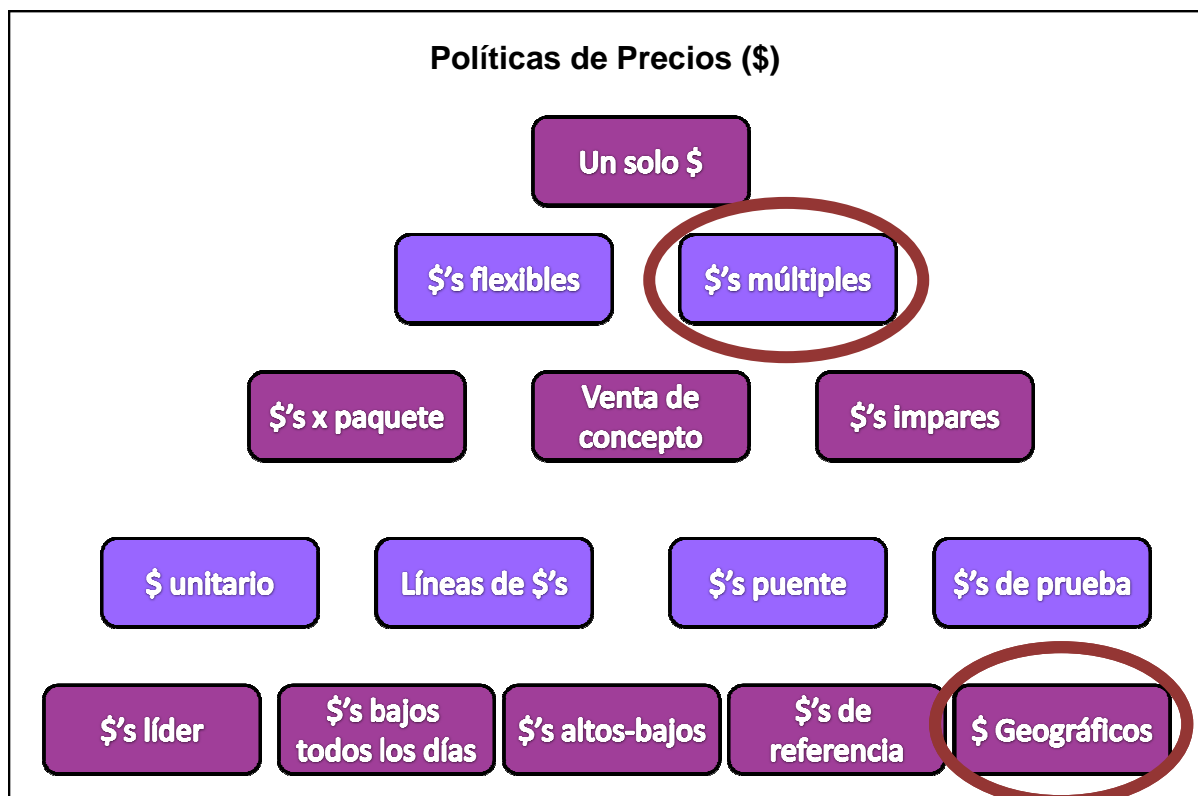 Políticas de Precios ($)
Un solo $
$'s flexibles
$'s múltiples
$'s x paquete
Venta de
concepto
$'s impares
$ unitario
Líneas de $'s
$'s puente
$'s de prueba
$'s líder
$'s bajos
todos los días
$'s altos-bajos
$'s de
referencia
$ Geográficos